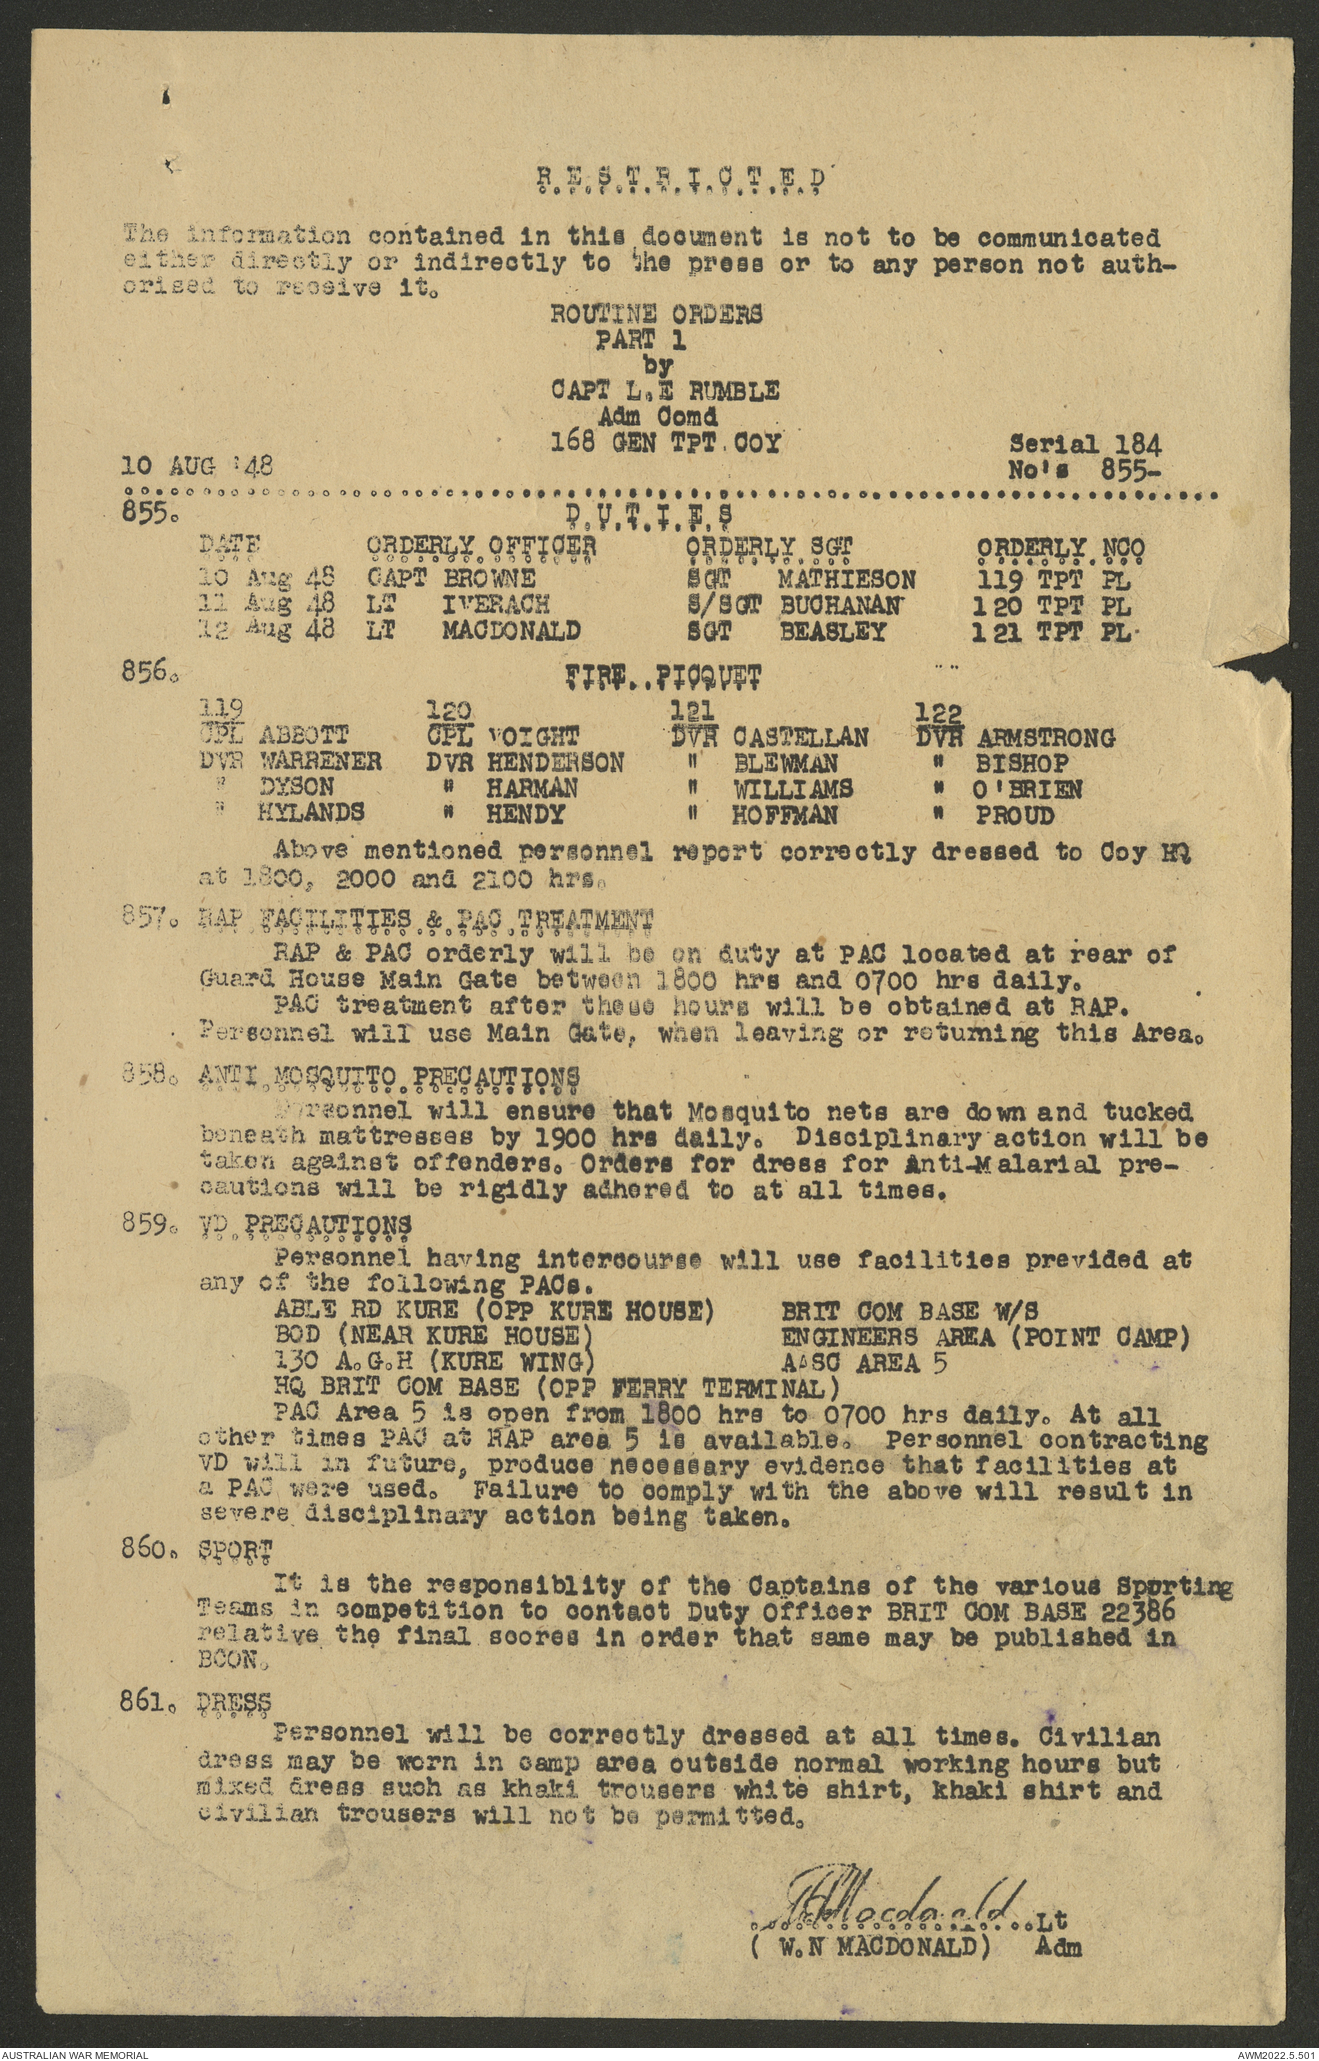 R.E.S.T.R.I.C.T.E.D
The information contained in this document is not to be communicated
either directly or indirectly to the press or to any person not auth-
orised to receive it.
ROUTINE ORDERS
PART 1
by
CAPT L.E RUMBLE
Adm Comd
168 GEN TPT COY
Serial 184
10 AUG '48
No's 855-
855. D.U.T.I.E.S
DATE ORDERLY OFFICER ORDERLY SGT ORDERLY NCO
10 Aug 48 CAPT BROWNE SGT MATHIESON 119 TPT PL
11 Aug 48 LT IVERACH S/SGT BUCHANAN 120 TPT PL
12 Aug 48 LT MACDONALD SGT BEASLEY 121 TPT PL
856. FIRE..PICQUET
119 120 121 122
CPL ABBOTT CPL VOIGHT DVR CASTELLAN DVR ARMSTRONG
DVR WARRENER DVR HENDERSON " BLEWMAN " BISHOP
" DYSON " HARMAN " WILLIAMS " O'BRIEN
" HYLANDS " HENDY " HOFFMAN " PROUD
Above mentioned personnel report correctly dressed to Coy HQ
at 1800, 2000 and 2100 hrs.
857. RAP FACILITIES & PAC TREATMENT
RAP & PAC orderly will be on duty at PAC located at rear of
Guard House Main Gate between 1800 hrs and 0700 hrs daily.
PAC treatment after these hours will be obtained at RAP.
Personnel will use Main Gate, when leaving or returning this Area.
858. ANTI MOSQUITO PRECAUTIONS
Personnel will ensure that Mosquito nets are down and tucked
beneath mattresses by 1900 hrs daily. Disciplinary action will be
taken against offenders. Orders for dress for Anti-Malarial pre-
cautions will be rigidly adhered to at all times.
859. VD PRECAUTIONS
Personnel having intercourse will use facilities previded at
any of the following PACs.
ABLE RD KURE (OPP KURE HOUSE) BRIT COM BASE W/S
BOD (NEAR KURE HOUSE) ENGINEERS AREA (POINT CAMP)
130 A.G.H (KURE WING) AASC AREA 5
HQ BRIT COM BASE (OPP FERRY TERMINAL)
PAC Area 5 is open from 1800 hrs to 0700 hrs daily. At all
other times PAC at RAP area 5 is available. Personnel contracting
VD will in future, produce necessary evidence that facilities at
a PAC were used. Failure to comply with the above will result in
severe disciplinary action being taken.
860. SPORT
It is the responsiblity of the Captains of the various Sporting
Teams in competition to contact Duty Officer BRIT COM BASE 22386
relative the final scores in order that same may be published in
BCON.
861. DRESS
Personnel will be correctly dressed at all times. Civilian
dress may be worn in camp area outside normal working hours but
mixed dress such as khaki trousers white shirt, khaki shirt and
civilian trousers will not be permitted.
WNMacdonald Lt
( W.N MACDONALD) Adm
AUSTRALIAN WAR MEMORIAL
AWM2022.5.501